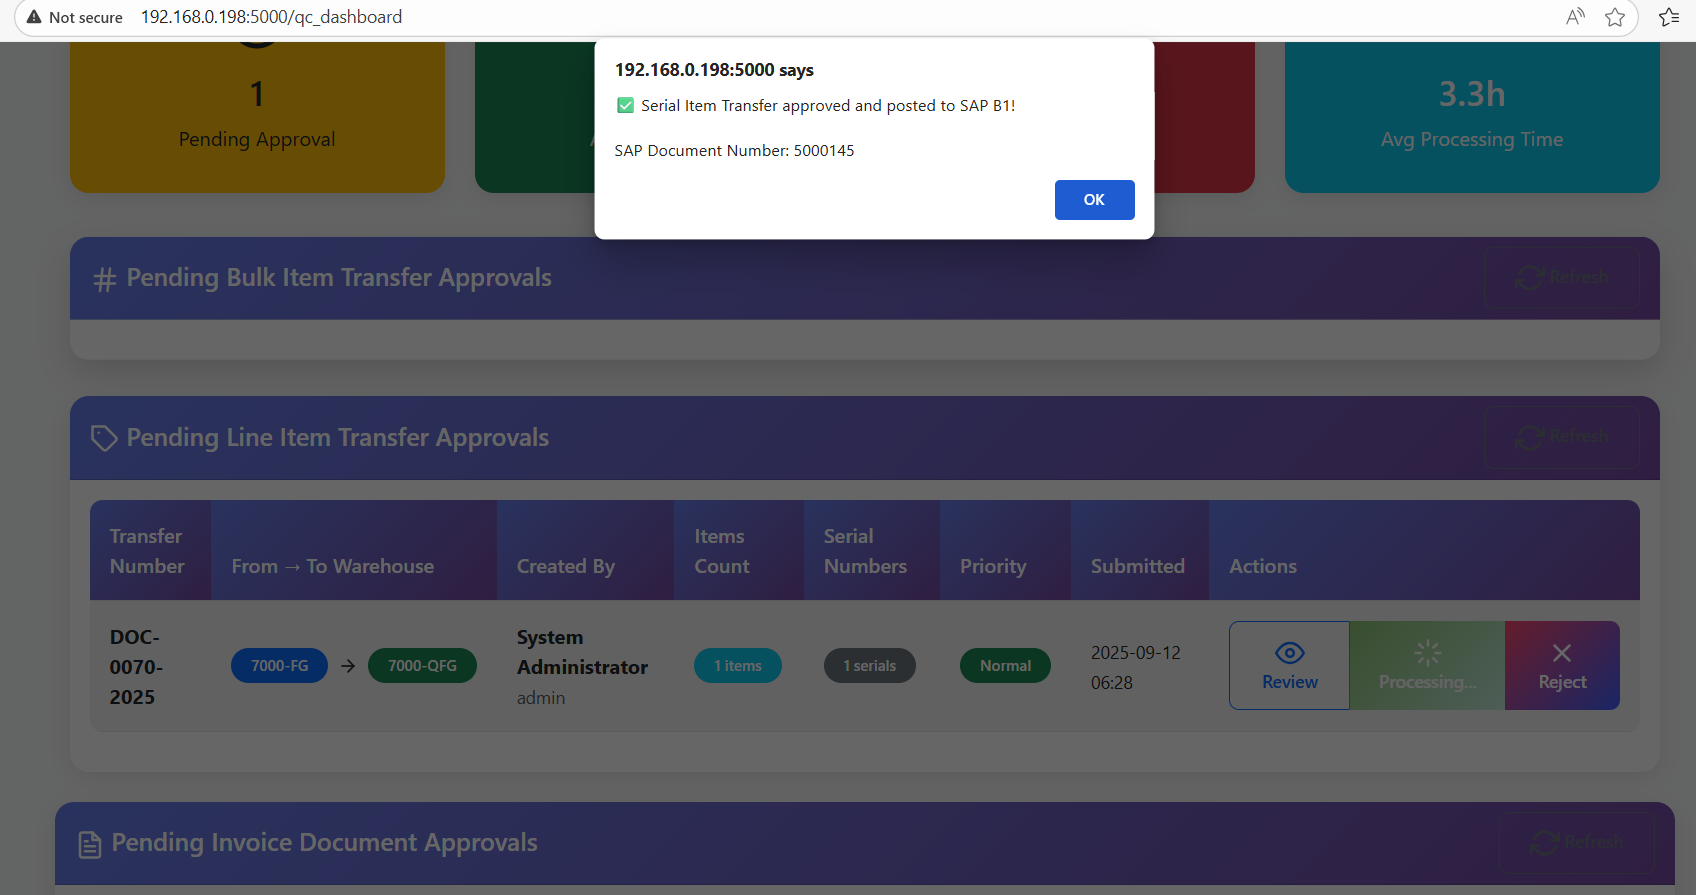 Not secure 192.168.0.198:5000/qc_dashboard
192.168.0.198:5000 says
✅ Serial Item Transfer approved and posted to SAP B1!
SAP Document Number: 5000145
OK
1
Pending Approval
3.3h
Avg Processing Time
# Pending Bulk Item Transfer Approvals
Refresh
Pending Line Item Transfer Approvals
Refresh
Transfer
Number
From → To Warehouse
Created By
Items
Count
Serial
Numbers
Priority
Submitted
Actions
DOC-
0070-
2025
7000-FG → 7000-QFG
System
Administrator
admin
1 items
1 serials
Normal
2025-09-12
06:28
Review
Processing...
Reject
Pending Invoice Document Approvals
Refresh